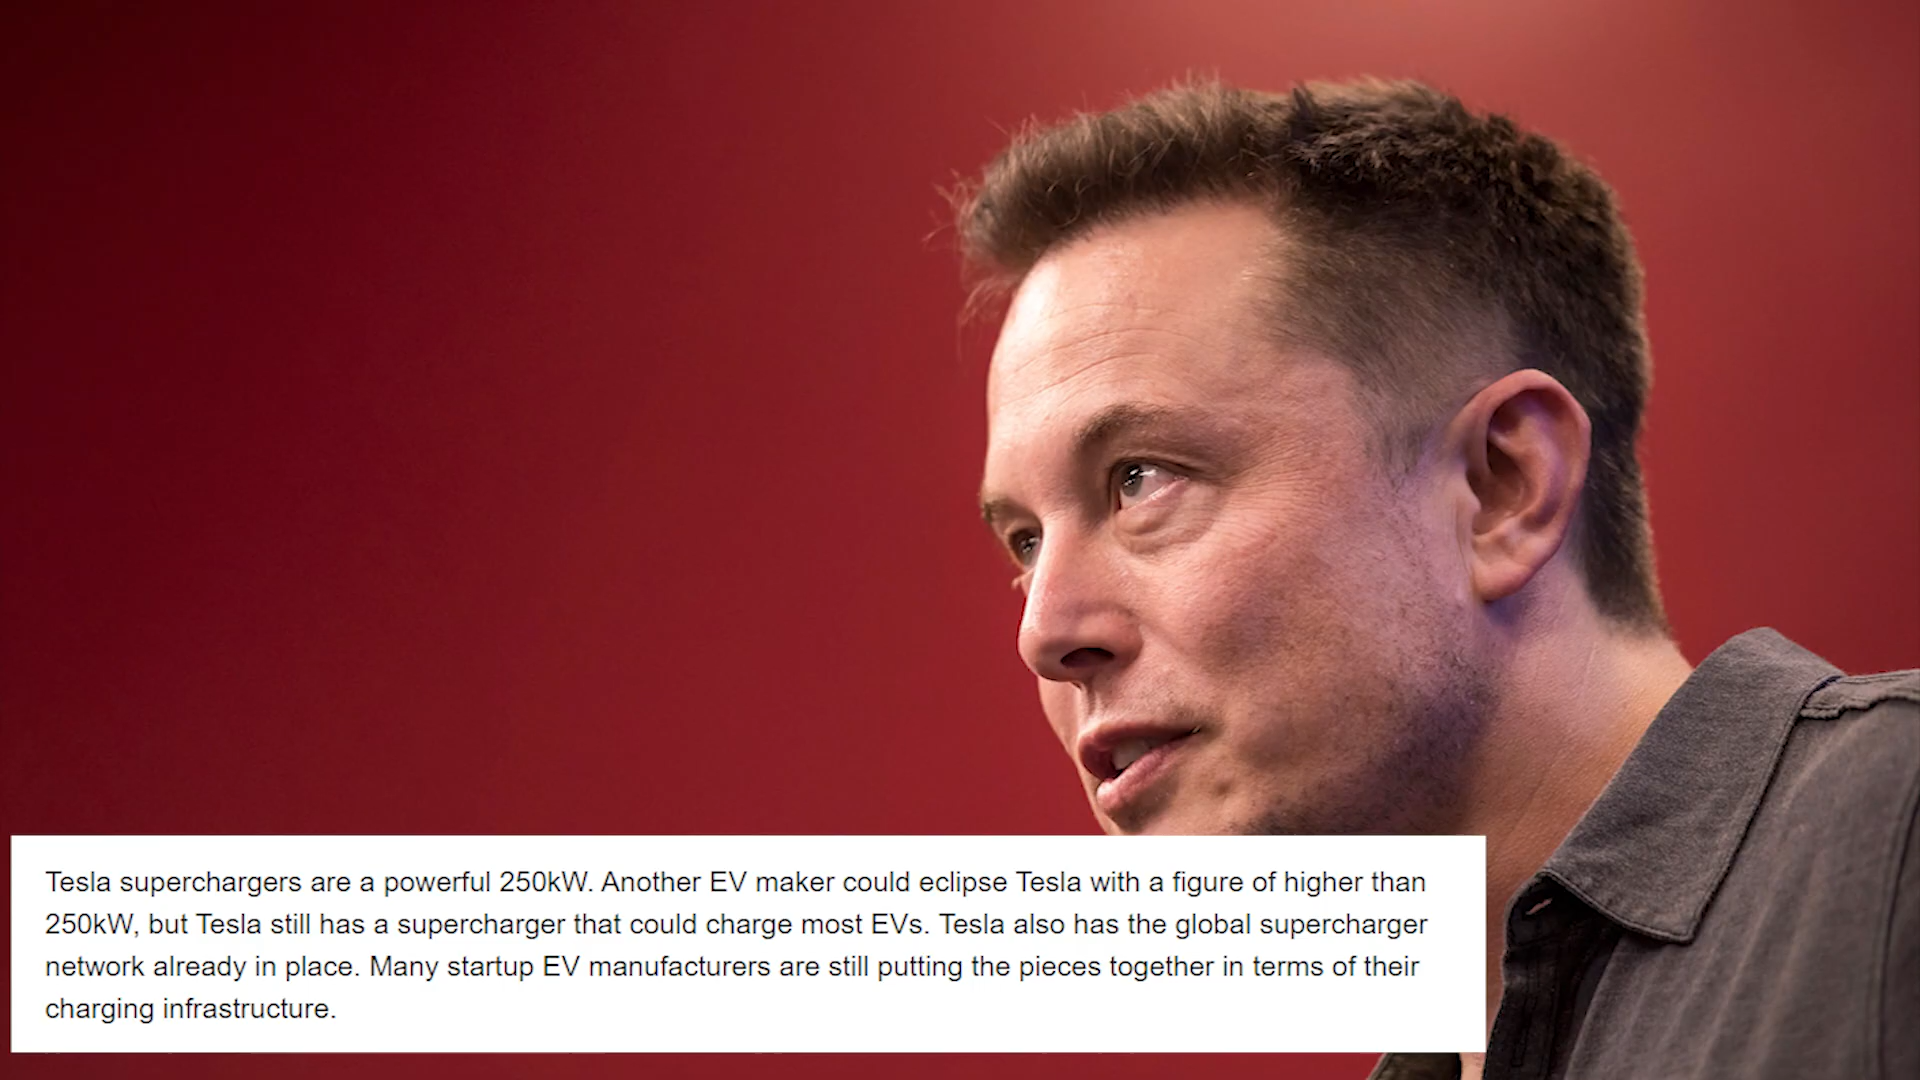 Tesla superchargers are a powerful 250kW. Another EV maker could eclipse Tesla with a figure of higher than
250kW, but Tesla still has a supercharger that could charge most EVs. Tesla also has the global supercharger
network already in place. Many startup EV manufacturers are still putting the pieces together in terms of their
charging infrastructure.